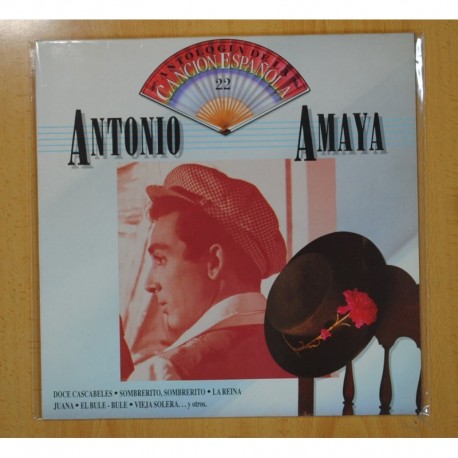 ANTOLOGIA DE LA
CANCION ESPAÑOLA
22
ANTONIO AMAYA
DOCE CASCABELES • SOMBRERITO, SOMBRERITO • LA REINA
JUANA • EL BULE - BULE • VIEJA SOLERA. . . y otros.